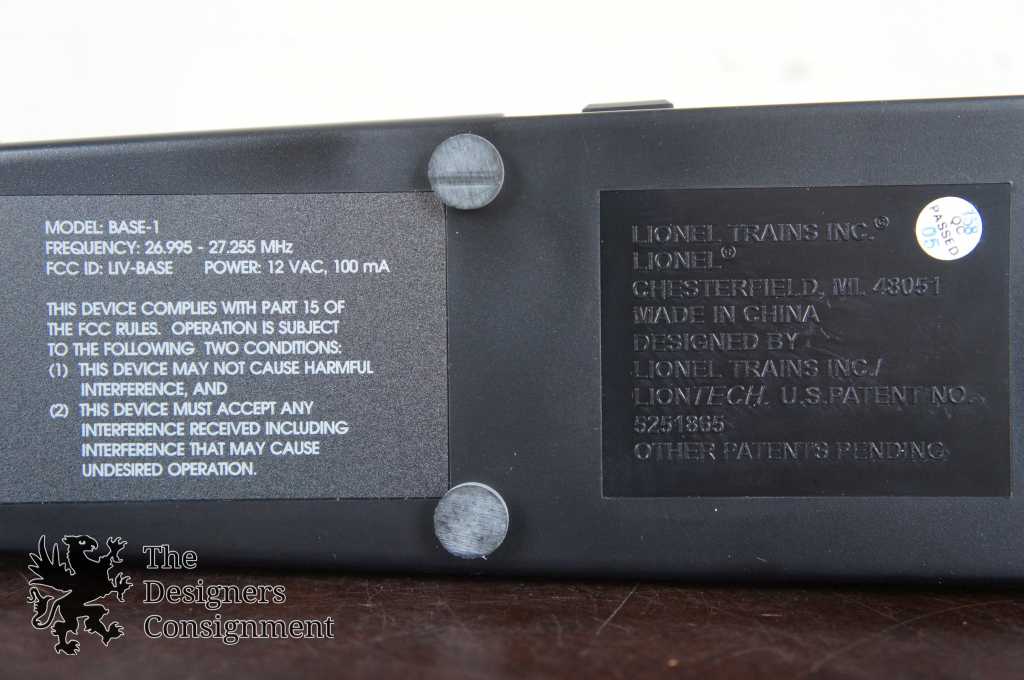 MODEL: BASE-1
FREQUENCY: 26.995 - 27.255 MHz
FCC ID: LIV-BASE POWER: 12 VAC, 100 mA
THIS DEVICE COMPLIES WITH PART 15 OF
THE FCC RULES. OPERATION IS SUBJECT
TO THE FOLLOWING TWO CONDITIONS:
(1) THIS DEVICE MAY NOT CAUSE HARMFUL
INTERFERENCE, AND
(2) THIS DEVICE MUST ACCEPT ANY
INTERFERENCE RECEIVED INCLUDING
INTERFERENCE THAT MAY CAUSE
UNDESIRED OPERATION.
LIONEL TRAINS INC.®
LIONEL®
CHESTERFIELD, MI. 48051
MADE IN CHINA
DESIGNED BY
LIONEL TRAINS INC./
LIONTECH. U.S.PATENT NO.
5251865
OTHER PATENTS PENDING
QC
PASSED
05
The
Designers
Consignment